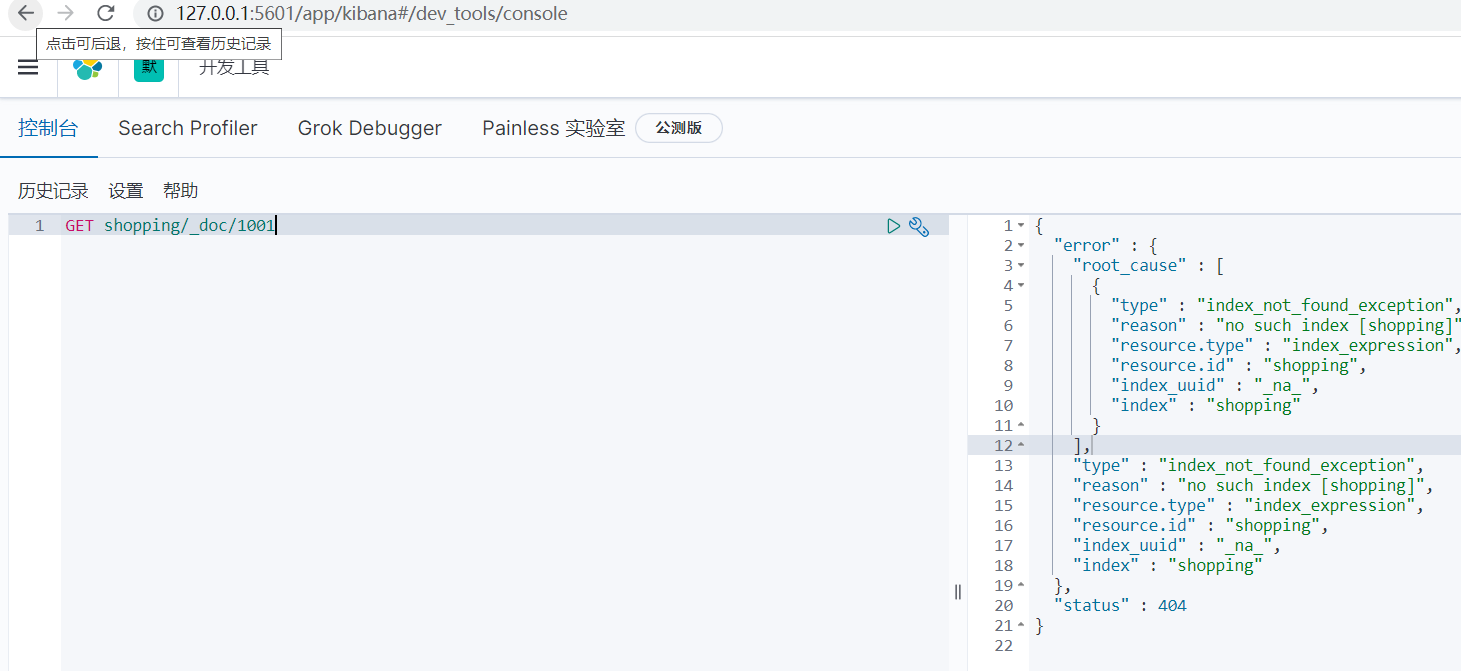 127.0.0.1:5601/app/kibana#/dev_tools/console
点击可后退，按住可查看历史记录
默
开发工具
控制台 Search Profiler Grok Debugger Painless 实验室 公测版
历史记录 设置 帮助
1 GET shopping/_doc/1001
1 {
2 "error" : {
3 "root_cause" : [
4 {
5 "type" : "index_not_found_exception",
6 "reason" : "no such index [shopping]"
7 "resource.type" : "index_expression",
8 "resource.id" : "shopping",
9 "index_uuid" : "_na_",
10 "index" : "shopping"
11 }
12 ],
13 "type" : "index_not_found_exception",
14 "reason" : "no such index [shopping]",
15 "resource.type" : "index_expression",
16 "resource.id" : "shopping",
17 "index_uuid" : "_na_",
18 "index" : "shopping"
19 },
20 "status" : 404
21 }
22